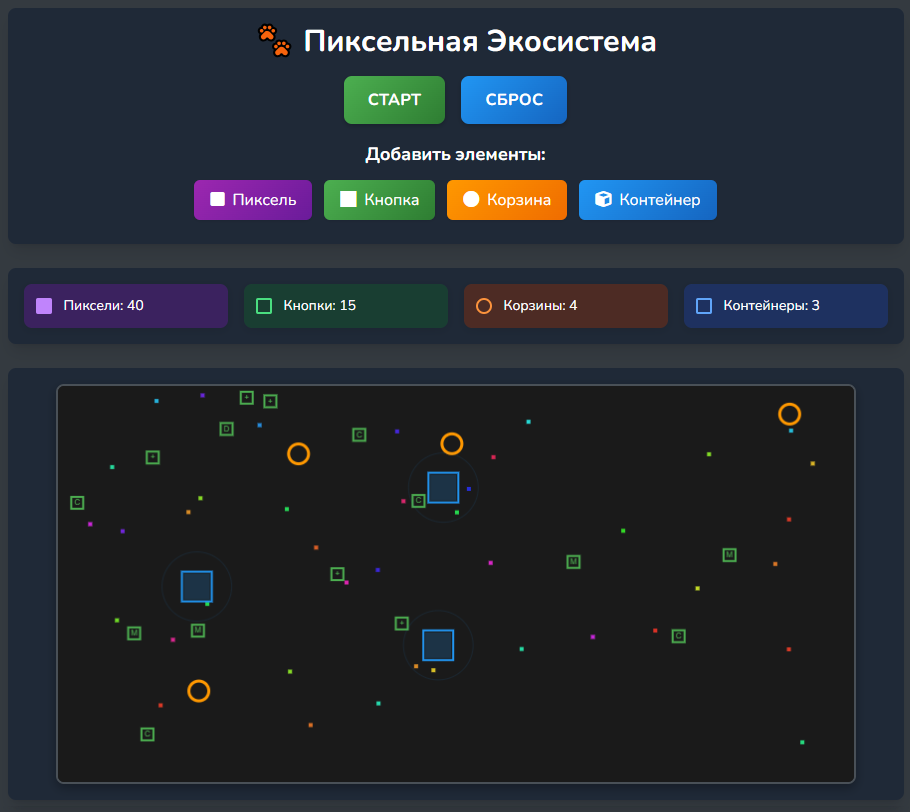 Пиксельная Экосистема
СТАРТ СБРОС
Добавить элементы:
Пиксель Кнопка Корзина Контейнер
Пиксели: 40 Кнопки: 15 Корзины: 4 Контейнеры: 3
+ +
D C
+
C C
M M
+
+
M M C
C